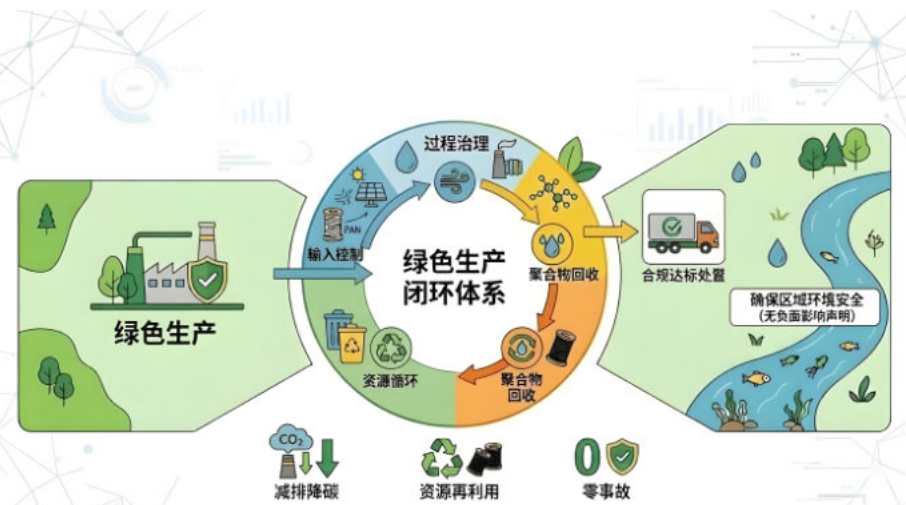 过程治理
PAN
输入控制
绿色生产
闭环体系
聚合物回收
合规达标处置
确保区域环境安全
(无负面影响声明)
绿色生产
资源循环
聚合物
回收
CO₂
减排降碳
资源再利用
0
零事故